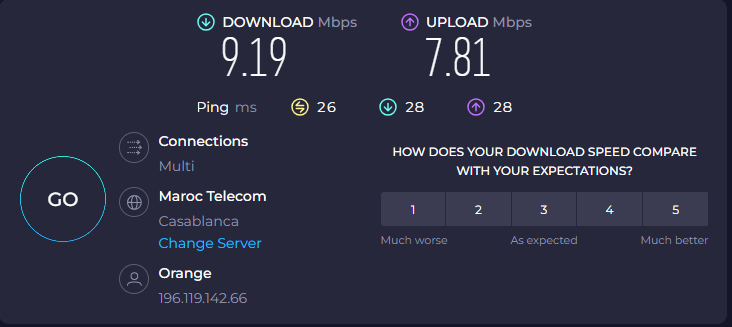 DOWNLOAD Mbps
9.19
UPLOAD Mbps
7.81
Ping ms 26 28 28
GO
Connections
Multi
Maroc Telecom
Casablanca
Change Server
Orange
196.119.142.66
HOW DOES YOUR DOWNLOAD SPEED COMPARE
WITH YOUR EXPECTATIONS?
1 2 3 4 5
Much worse As expected Much better